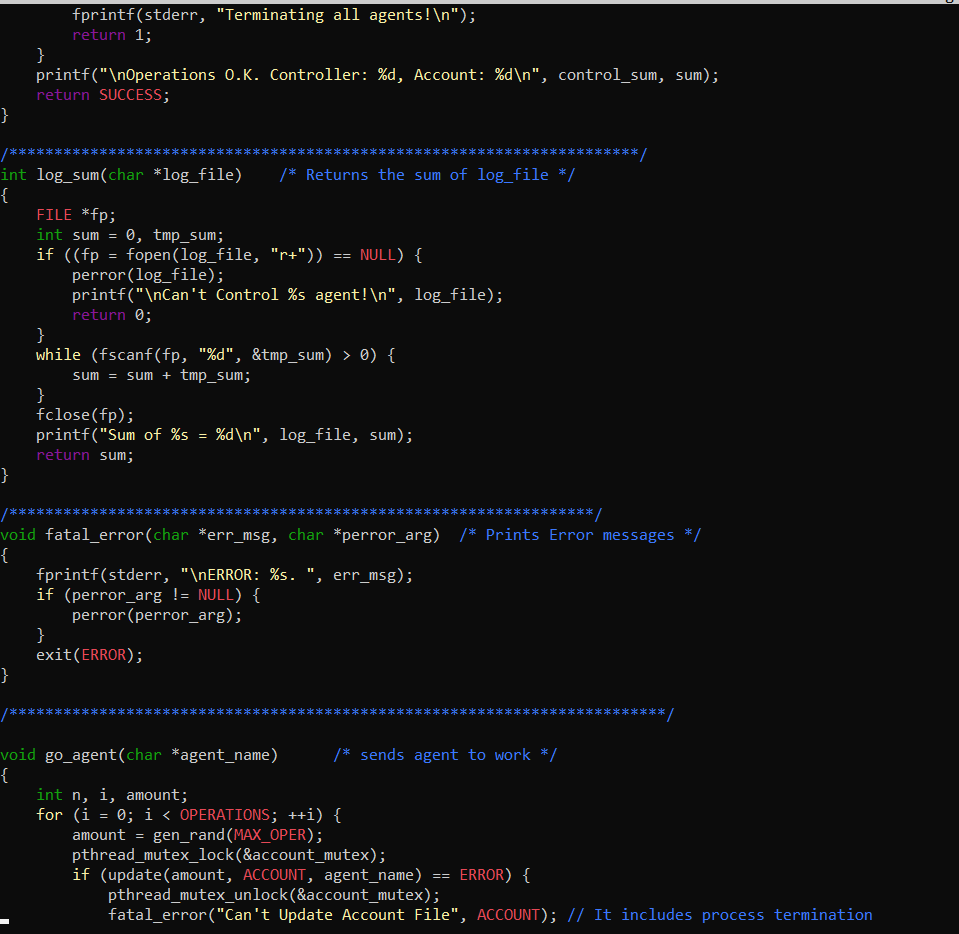 fprintf(stderr, "Terminating all agents!\n");
        return 1;
    }
    printf("\nOperations O.K. Controller: %d, Account: %d\n", control_sum, sum);
    return SUCCESS;
}

/**********************************************************************/
int log_sum(char *log_file)    /* Returns the sum of log_file */
{
    FILE *fp;
    int sum = 0, tmp_sum;
    if ((fp = fopen(log_file, "r+")) == NULL) {
        perror(log_file);
        printf("\nCan't Control %s agent!\n", log_file);
        return 0;
    }
    while (fscanf(fp, "%d", &tmp_sum) > 0) {
        sum = sum + tmp_sum;
    }
    fclose(fp);
    printf("Sum of %s = %d\n", log_file, sum);
    return sum;
}

/*****************************************************************/
void fatal_error(char *err_msg, char *perror_arg)  /* Prints Error messages */
{
    fprintf(stderr, "\nERROR: %s. ", err_msg);
    if (perror_arg != NULL) {
        perror(perror_arg);
    }
    exit(ERROR);
}

/*************************************************************************/

void go_agent(char *agent_name)      /* sends agent to work */
{
    int n, i, amount;
    for (i = 0; i < OPERATIONS; ++i) {
        amount = gen_rand(MAX_OPER);
        pthread_mutex_lock(&account_mutex);
        if (update(amount, ACCOUNT, agent_name) == ERROR) {
            pthread_mutex_unlock(&account_mutex);
            fatal_error("Can't Update Account File", ACCOUNT); // It includes process termination